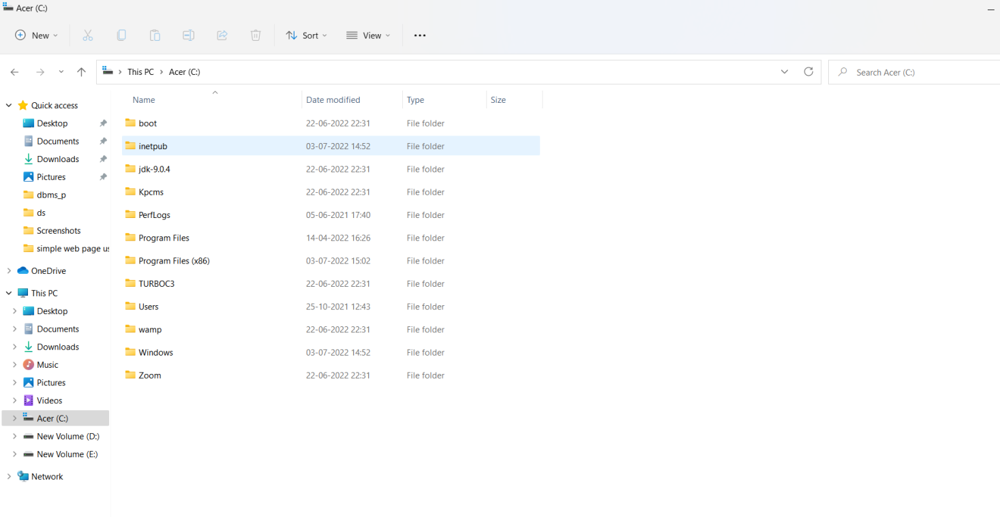 Acer (C:)
New
Sort
View
This PC > Acer (C:)
Search Acer (C:)
Quick access
Desktop
Documents
Downloads
Pictures
dbms_p
ds
Screenshots
simple web page us
OneDrive
This PC
Desktop
Documents
Downloads
Music
Pictures
Videos
Acer (C:)
New Volume (D:)
New Volume (E:)
Network
Name Date modified Type Size
boot 22-06-2022 22:31 File folder
inetpub 03-07-2022 14:52 File folder
jdk-9.0.4 22-06-2022 22:31 File folder
Kpcms 22-06-2022 22:31 File folder
PerfLogs 05-06-2021 17:40 File folder
Program Files 14-04-2022 16:26 File folder
Program Files (x86) 03-07-2022 15:02 File folder
TURBOC3 22-06-2022 22:31 File folder
Users 25-10-2021 12:43 File folder
wamp 22-06-2022 22:31 File folder
Windows 03-07-2022 14:52 File folder
Zoom 22-06-2022 22:31 File folder